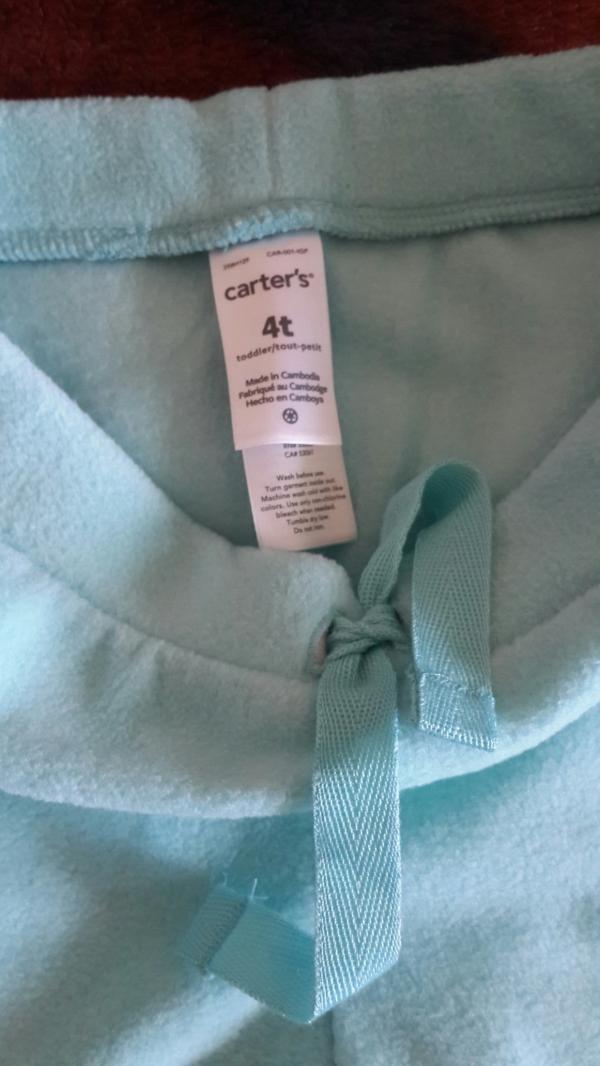 carter's®
4t
toddler/tout-petit
Made in Cambodia
Fabriqué au Cambodge
Hecho en Camboya
Wash before use.
Turn garment inside out.
Machine wash cold with like
colors. Use only non-chlorine
bleach when needed.
Tumble dry low.
Do not iron.